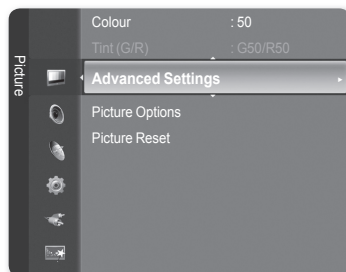 Picture
Colour : 50
Tint (G/R) : G50/R50
Advanced Settings
Picture Options
Picture Reset